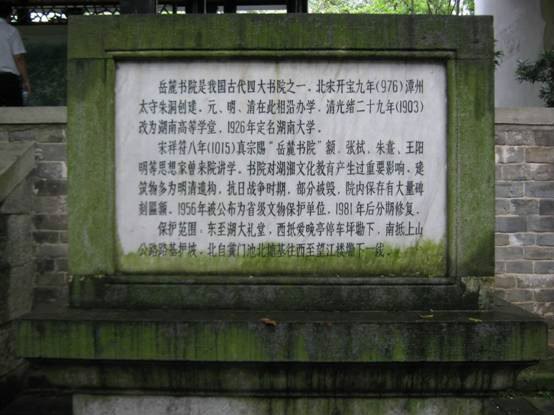 岳麓书院是我国古代四大书院之一。北宋开宝九年(976)潭州
太守朱洞创建。元、明、清在此相沿办学。清光绪二十九年(1903)
改为湖南高等学堂，1926年定名湖南大学。
宋祥符八年(1015)真宗赐“岳麓书院”额，张栻、朱熹、王阳
明等思想家曾来院讲学。书院对湖湘文化教育产生过重要影响。建
筑物多为明清遗构，抗日战争时期，部分被毁，院内保存有大量碑
刻匾额。1956年被公布为省级文物保护单位，1981年后分期修复。
保护范围：东至湖大礼堂，西抵爱晚亭停车坪勘下，南抵上山
公路路基护坡，北自黄门池北塘基往西至望江楼勘下一线。